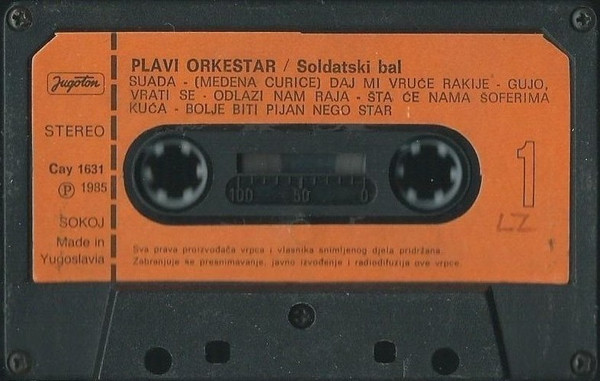 PLAVI ORKESTAR / Soldatski bal
SUADA - (MEDENA CURICE) DAJ MI VRUĆE RAKIJE - GUJO,
VRATI SE - ODLAZI NAM RAJA - ŠTA ĆE NAMA ŠOFERIMA
KUĆA - BOLJE BITI PIJAN NEGO STAR
Jugoton
STEREO
Cay 1631
P 1985
SOKOJ
Made in
Yugoslavia
100 50 0
1
LZ
Sva prava proizvođača vrpce i vlasnika snimljenog djela pridržana.
Zabranjuje se presnimavanje, javno izvođenje i radiodifuzija ove vrpce.